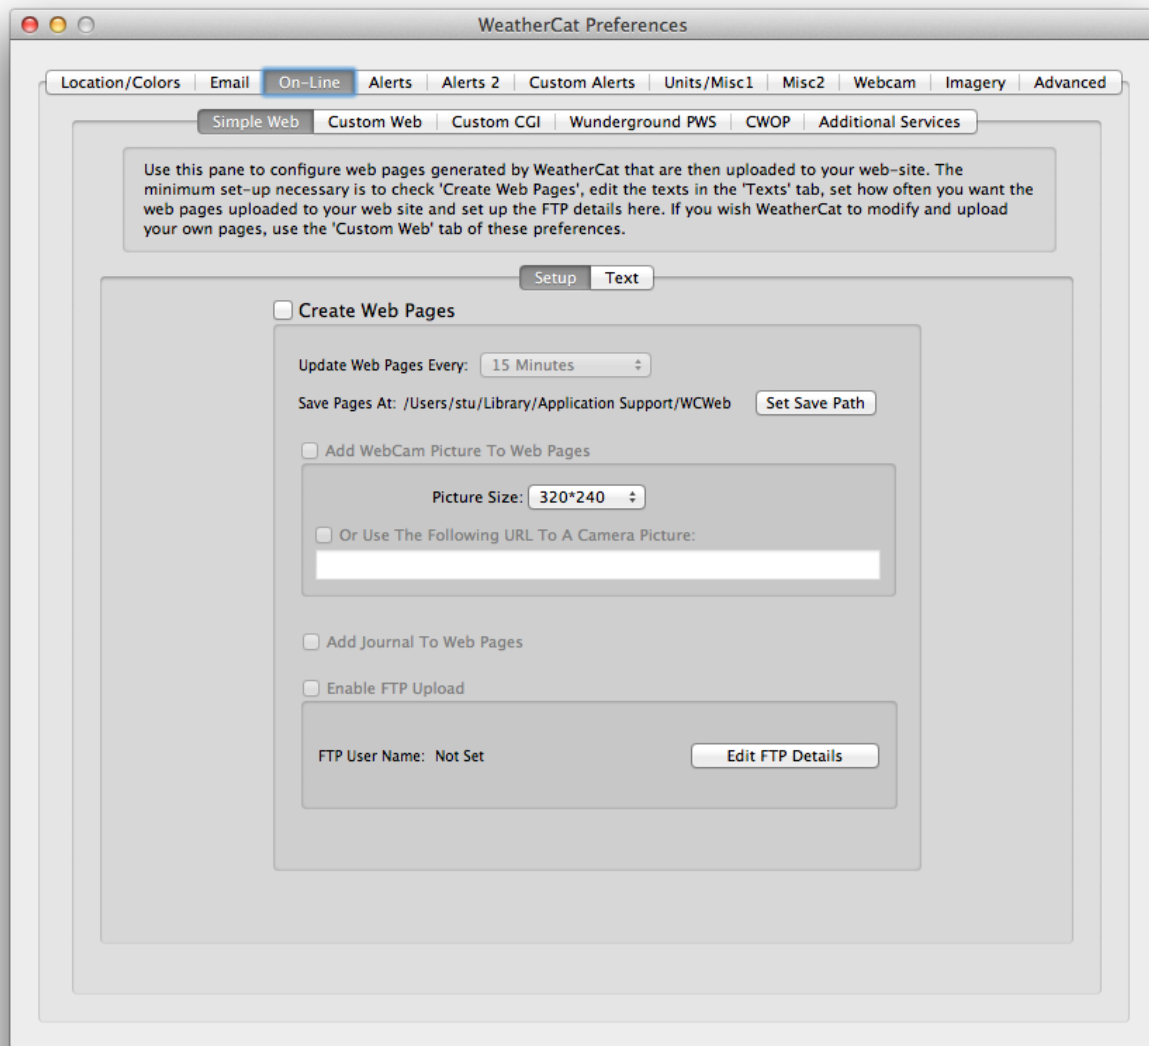 WeatherCat Preferences
Location/Colors Email On-Line Alerts Alerts 2 Custom Alerts Units/Misc1 Misc2 Webcam Imagery Advanced
Simple Web Custom Web Custom CGI Wunderground PWS CWOP Additional Services
Use this pane to configure web pages generated by WeatherCat that are then uploaded to your web-site. The
minimum set-up necessary is to check 'Create Web Pages', edit the texts in the 'Texts' tab, set how often you want the
web pages uploaded to your web site and set up the FTP details here. If you wish WeatherCat to modify and upload
your own pages, use the 'Custom Web' tab of these preferences.
Setup Text
Create Web Pages
Update Web Pages Every: 15 Minutes
Save Pages At: /Users/stu/Library/Application Support/WCWeb Set Save Path
Add WebCam Picture To Web Pages
Picture Size: 320*240
Or Use The Following URL To A Camera Picture:
Add Journal To Web Pages
Enable FTP Upload
FTP User Name: Not Set Edit FTP Details